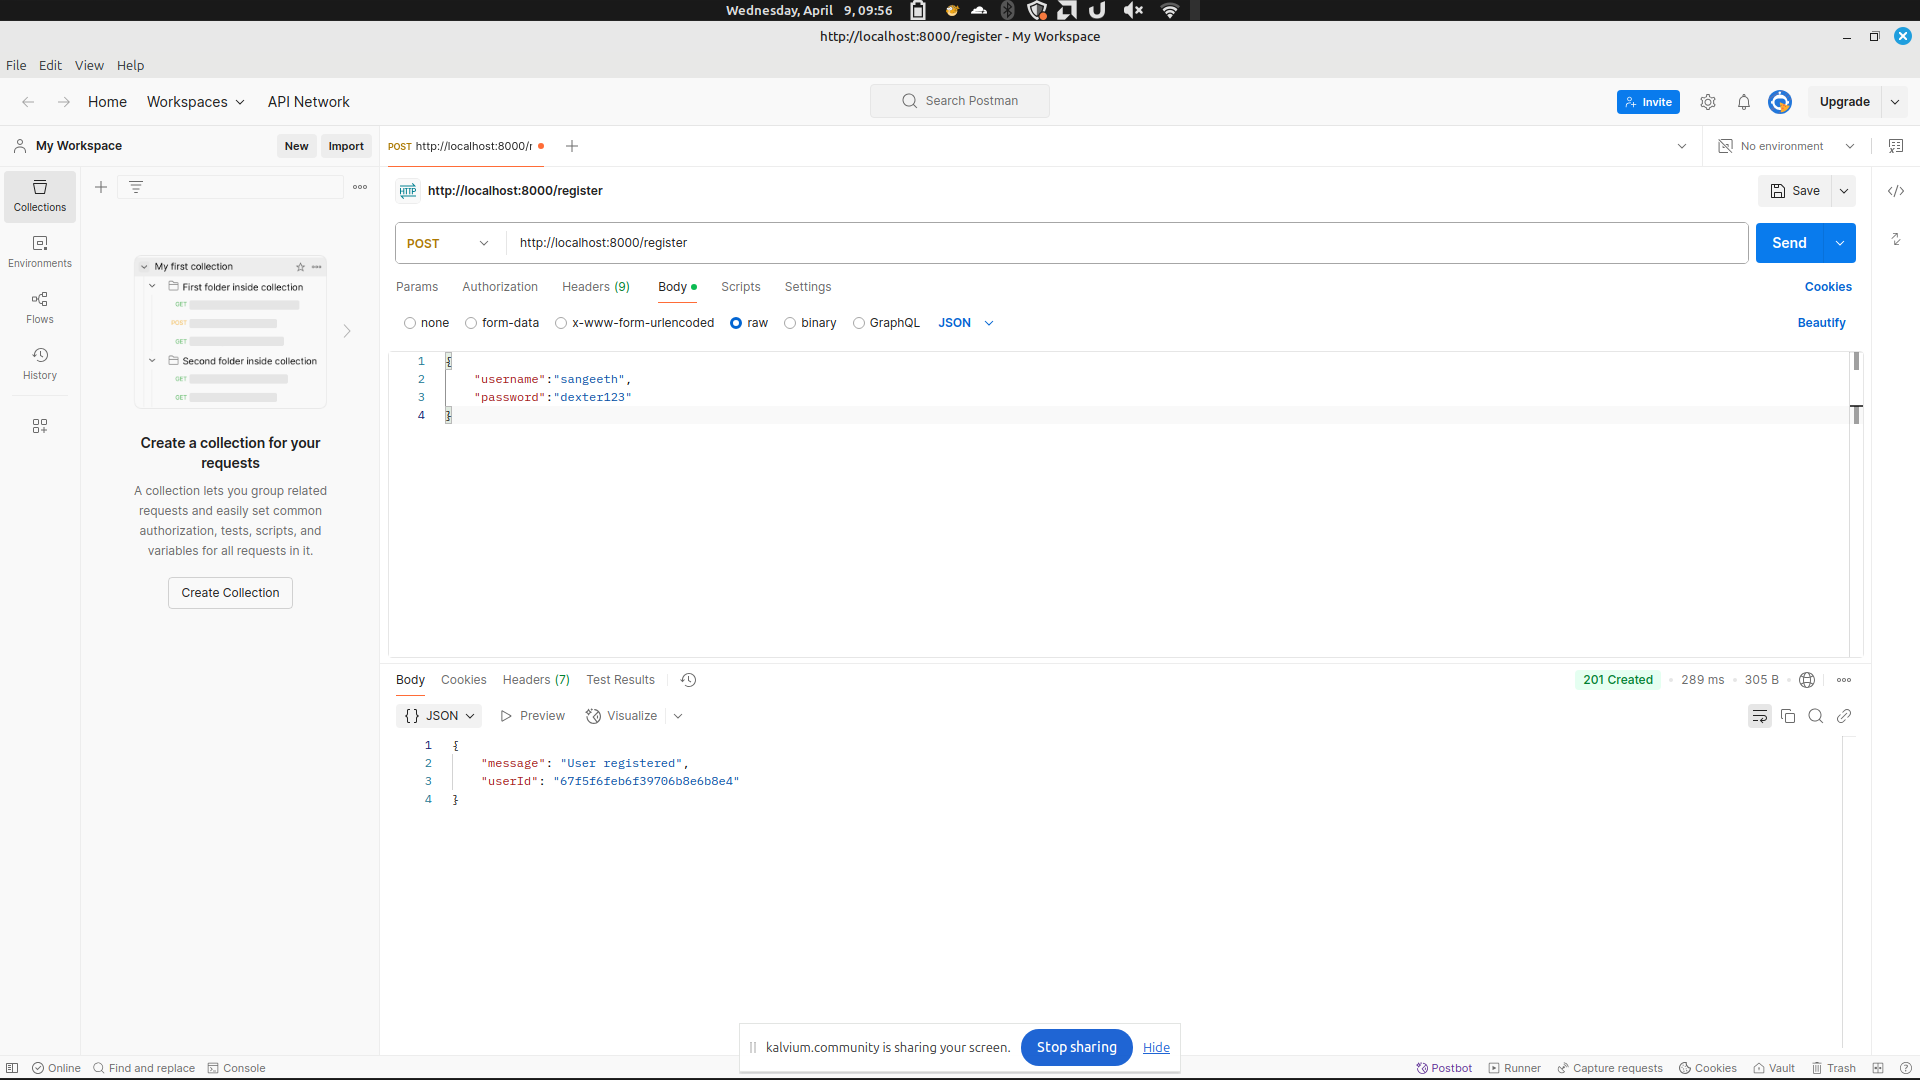 Wednesday, April 9, 09:56
http://localhost:8000/register - My Workspace
File Edit View Help
Home Workspaces API Network
Search Postman
Invite
Upgrade
My Workspace
New Import
POST http://localhost:8000/r
No environment
Collections
Environments
Flows
History
My first collection
First folder inside collection
GET
POST
GET
Second folder inside collection
GET
GET
Create a collection for your
requests
A collection lets you group related
requests and easily set common
authorization, tests, scripts, and
variables for all requests in it.
Create Collection
HTTP http://localhost:8000/register
Save
POST http://localhost:8000/register
Send
Params Authorization Headers (9) Body Scripts Settings
Cookies
none form-data x-www-form-urlencoded raw binary GraphQL JSON
Beautify
1 {
2 "username":"sangeeth",
3 "password":"dexter123"
4 }
Body Cookies Headers (7) Test Results
201 Created 289 ms 305 B
{} JSON Preview Visualize
1 {
2 "message": "User registered",
3 "userId": "67f5f6feb6f39706b8e6b8e4"
4 }
kalvium.community is sharing your screen. Stop sharing Hide
Online Find and replace Console
Postbot Runner Capture requests Cookies Vault Trash